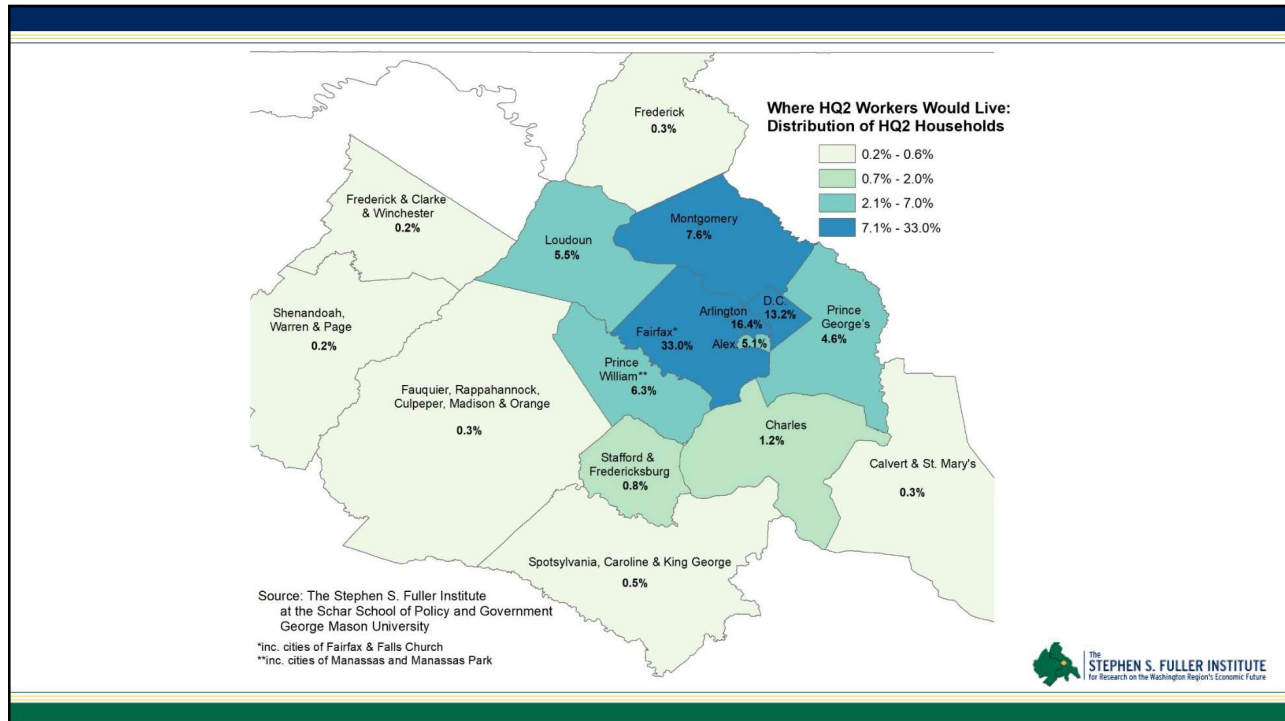 Where HQ2 Workers Would Live:
Distribution of HQ2 Households
0.2% - 0.6%
0.7% - 2.0%
2.1% - 7.0%
7.1% - 33.0%
Frederick
0.3%
Frederick & Clarke
& Winchester
0.2%
Montgomery
7.6%
Loudoun
5.5%
Shenandoah,
Warren & Page
0.2%
D.C.
13.2%
Arlington
16.4%
Fairfax*
33.0%
Alex.
5.1%
Prince
George's
4.6%
Prince
William**
6.3%
Fauquier, Rappahannock,
Culpeper, Madison & Orange
0.3%
Charles
1.2%
Stafford &
Fredericksburg
0.8%
Calvert & St. Mary's
0.3%
Spotsylvania, Caroline & King George
0.5%
Source: The Stephen S. Fuller Institute
at the Schar School of Policy and Government
George Mason University
*inc. cities of Fairfax & Falls Church
**inc. cities of Manassas and Manassas Park
The
STEPHEN S. FULLER INSTITUTE
for Research on the Washington Region's Economic Future